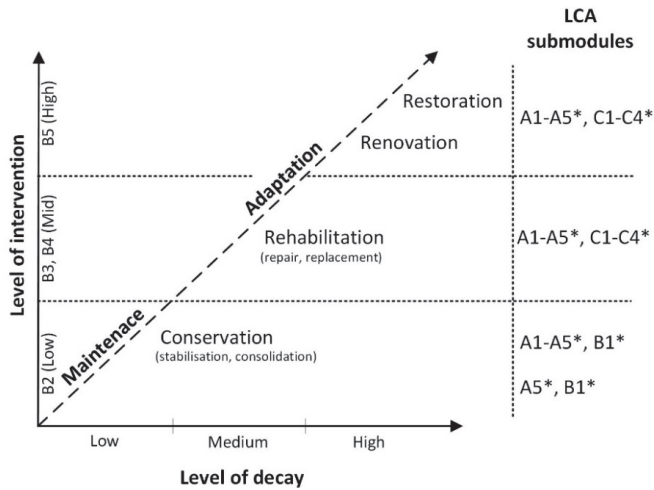 LCA
submodules
Level of intervention
B5 (High)
B3, B4 (Mid)
B2 (Low)
Restoration
Renovation
Adaptation
Rehabilitation
(repair, replacement)
Maintenace
Conservation
(stabilisation, consolidation)
A1-A5*, C1-C4*
A1-A5*, C1-C4*
A1-A5*, B1*
A5*, B1*
Low
Medium
High
Level of decay